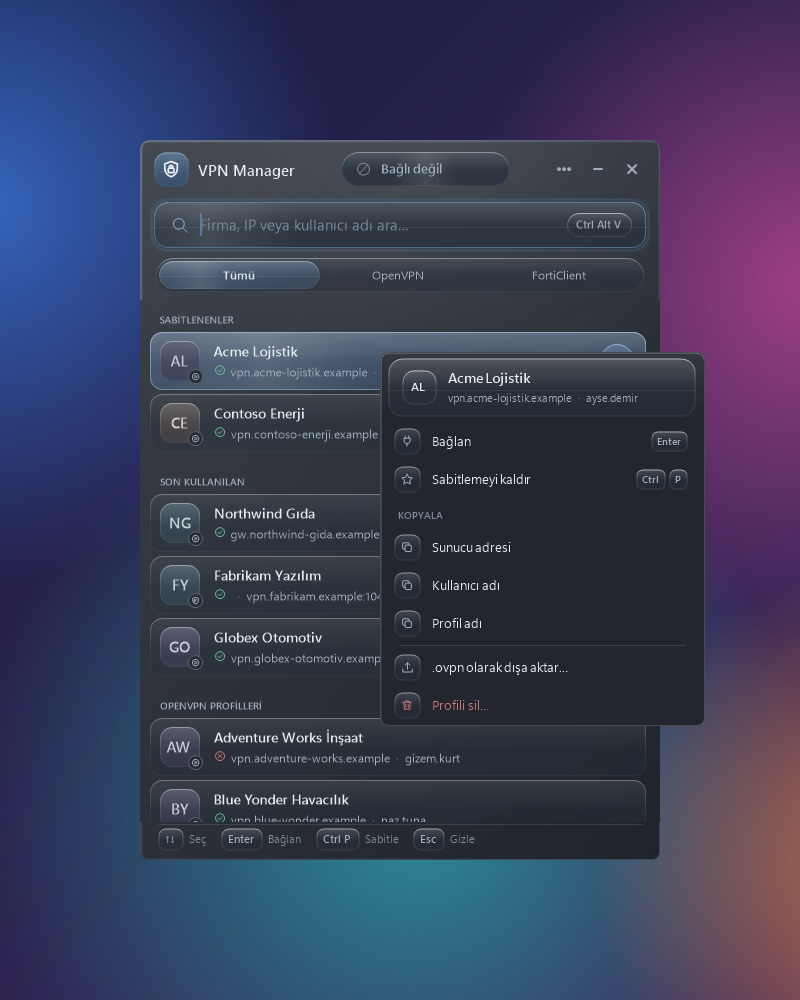 VPN Manager
Bağlı değil
Firma, IP veya kullanıcı adı ara...
Ctrl Alt V
Tümü
OpenVPN
FortiClient
SABİTLENENLER
AL
Acme Lojistik
vpn.acme-lojistik.example ·
CE
Contoso Enerji
vpn.contoso-enerji.example
SON KULLANILAN
NG
Northwind Gıda
gw.northwind-gida.example
FY
Fabrikam Yazılım
· vpn.fabrikam.example:104
GO
Globex Otomotiv
vpn.globex-otomotiv.examp
OPENVPN PROFİLLERİ
AW
Adventure Works İnşaat
vpn.adventure-works.example · gizem.kurt
BY
Blue Yonder Havacılık
vpn.blue-yonder.example · naz.tuna
AL
Acme Lojistik
vpn.acme-lojistik.example · ayse.demir
Bağlan
Enter
Sabitlemeyi kaldır
Ctrl P
KOPYALA
Sunucu adresi
Kullanıcı adı
Profil adı
.ovpn olarak dışa aktar...
Profili sil...
↑↓ Seç Enter Bağlan Ctrl P Sabitle Esc Gizle